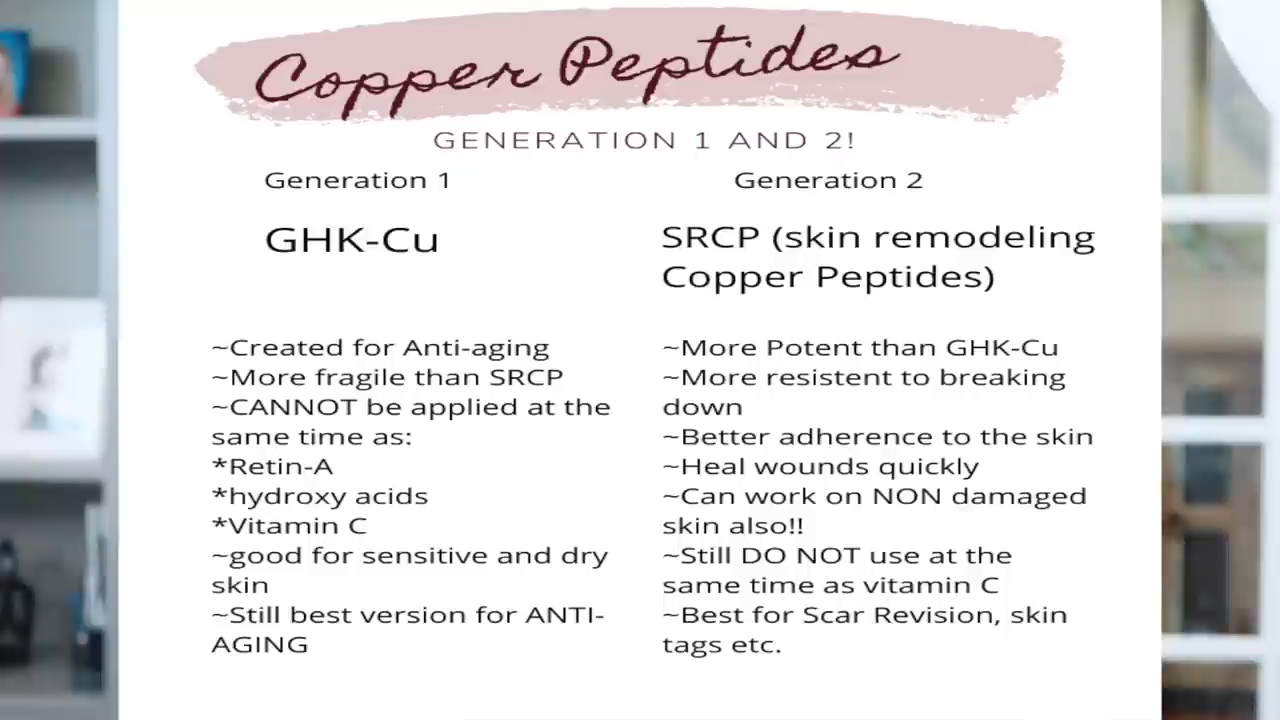 Copper Peptides
GENERATION 1 AND 2!
Generation 1
GHK-Cu
~Created for Anti-aging
~More fragile than SRCP
~CANNOT be applied at the
same time as:
*Retin-A
*hydroxy acids
*Vitamin C
~good for sensitive and dry
skin
~Still best version for ANTI-
AGING
Generation 2
SRCP (skin remodeling
Copper Peptides)
~More Potent than GHK-Cu
~More resistent to breaking
down
~Better adherence to the skin
~Heal wounds quickly
~Can work on NON damaged
skin also!!
~Still DO NOT use at the
same time as vitamin C
~Best for Scar Revision, skin
tags etc.